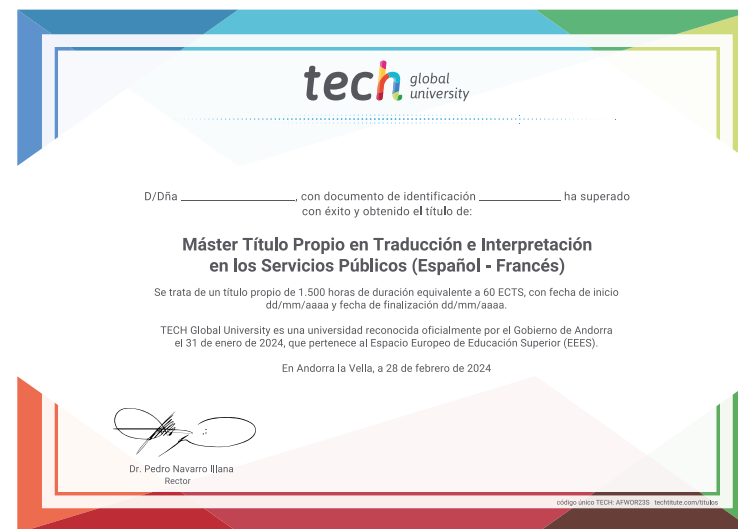 tech global university
D/Dña ____________________, con documento de identificación ______________ ha superado
con éxito y obtenido el título de:
Máster Título Propio en Traducción e Interpretación
en los Servicios Públicos (Español - Francés)
Se trata de un título propio de 1.500 horas de duración equivalente a 60 ECTS, con fecha de inicio
dd/mm/aaaa y fecha de finalización dd/mm/aaaa.
TECH Global University es una universidad reconocida oficialmente por el Gobierno de Andorra
el 31 de enero de 2024, que pertenece al Espacio Europeo de Educación Superior (EEES).
En Andorra la Vella, a 28 de febrero de 2024
Dr. Pedro Navarro Illana
Rector
código único TECH: AFWOR23S techtitute.com/titulos